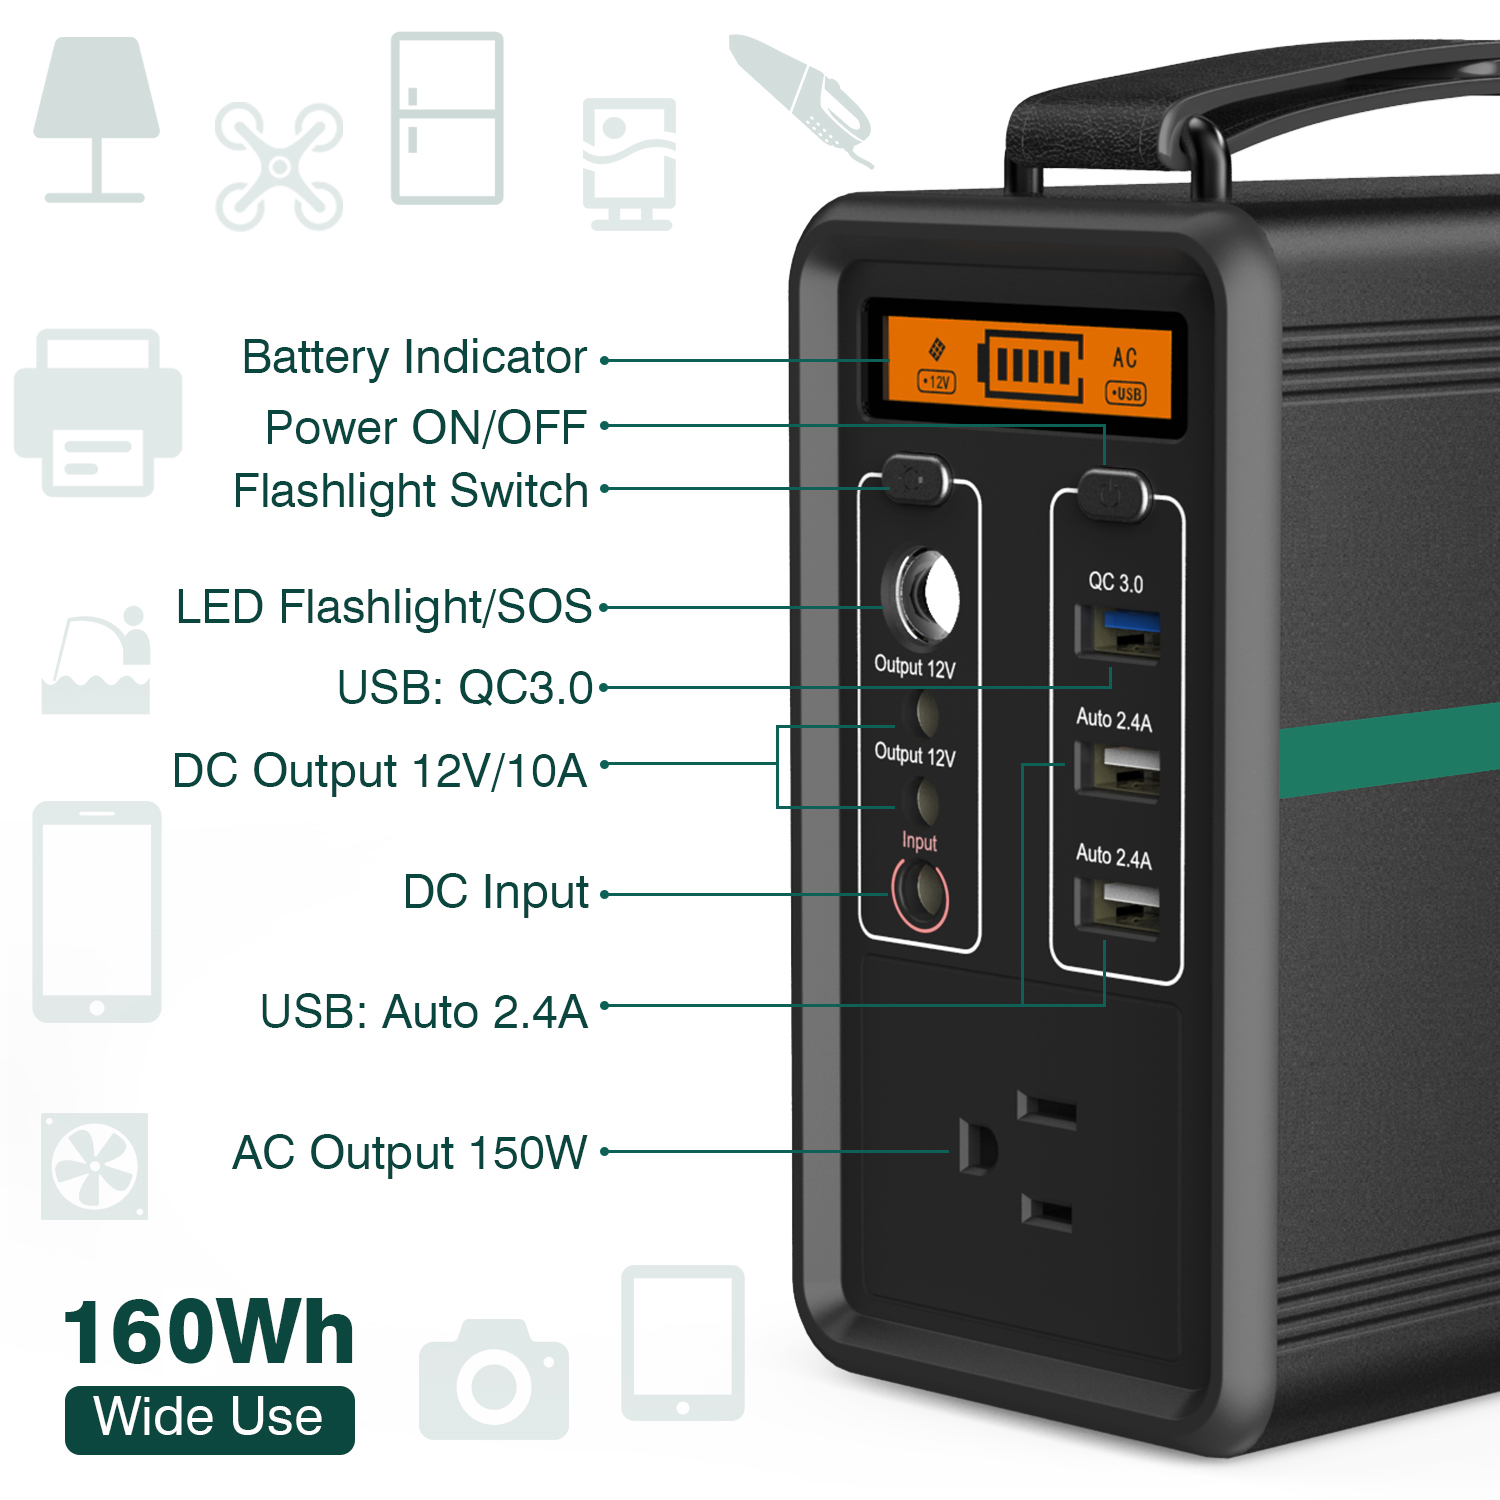 Battery Indicator
Power ON/OFF
Flashlight Switch
LED Flashlight/SOS
USB: QC3.0
DC Output 12V/10A
DC Input
USB: Auto 2.4A
AC Output 150W
160Wh
Wide Use
•12V
AC
•USB
Output 12V
Output 12V
Input
QC 3.0
Auto 2.4A
Auto 2.4A